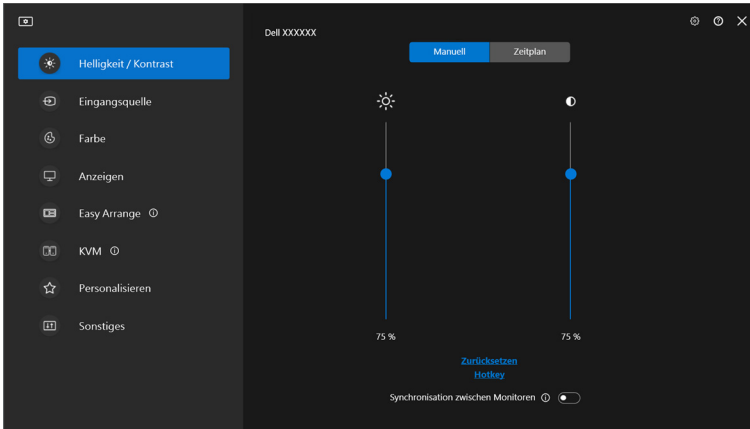 Dell XXXXXX
Helligkeit / Kontrast
Eingangsquelle
Farbe
Anzeigen
Easy Arrange
KVM
Personalisieren
Sonstiges
Manuell
Zeitplan
75 %
75 %
Zurücksetzen
Hotkey
Synchronisation zwischen Monitoren